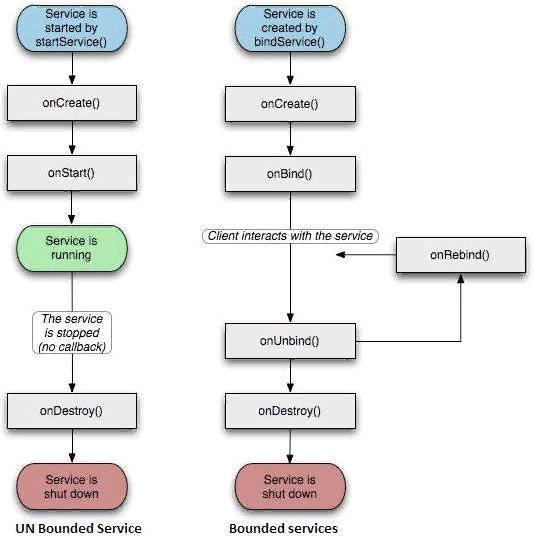 Service is
started by
startService()
onCreate()
onStart()
Service is
running
The service
is stopped
(no callback)
onDestroy()
Service is
shut down
UN Bounded Service
Service is
created by
bindService()
onCreate()
onBind()
Client interacts with the service
onRebind()
onUnbind()
onDestroy()
Service is
shut down
Bounded services